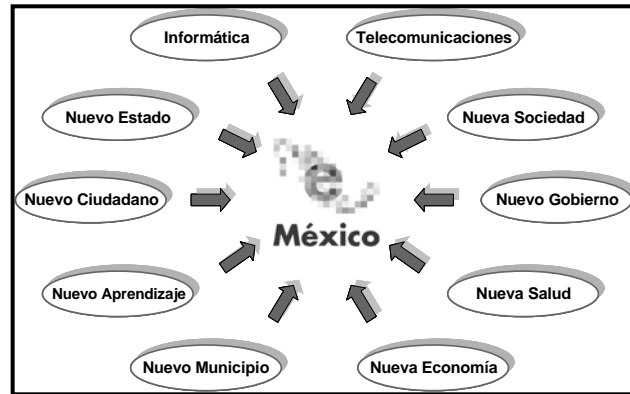 Informática
Telecomunicaciones
Nuevo Estado
Nueva Sociedad
e
Nuevo Ciudadano
Nuevo Gobierno
México
Nuevo Aprendizaje
Nueva Salud
Nuevo Municipio
Nueva Economía